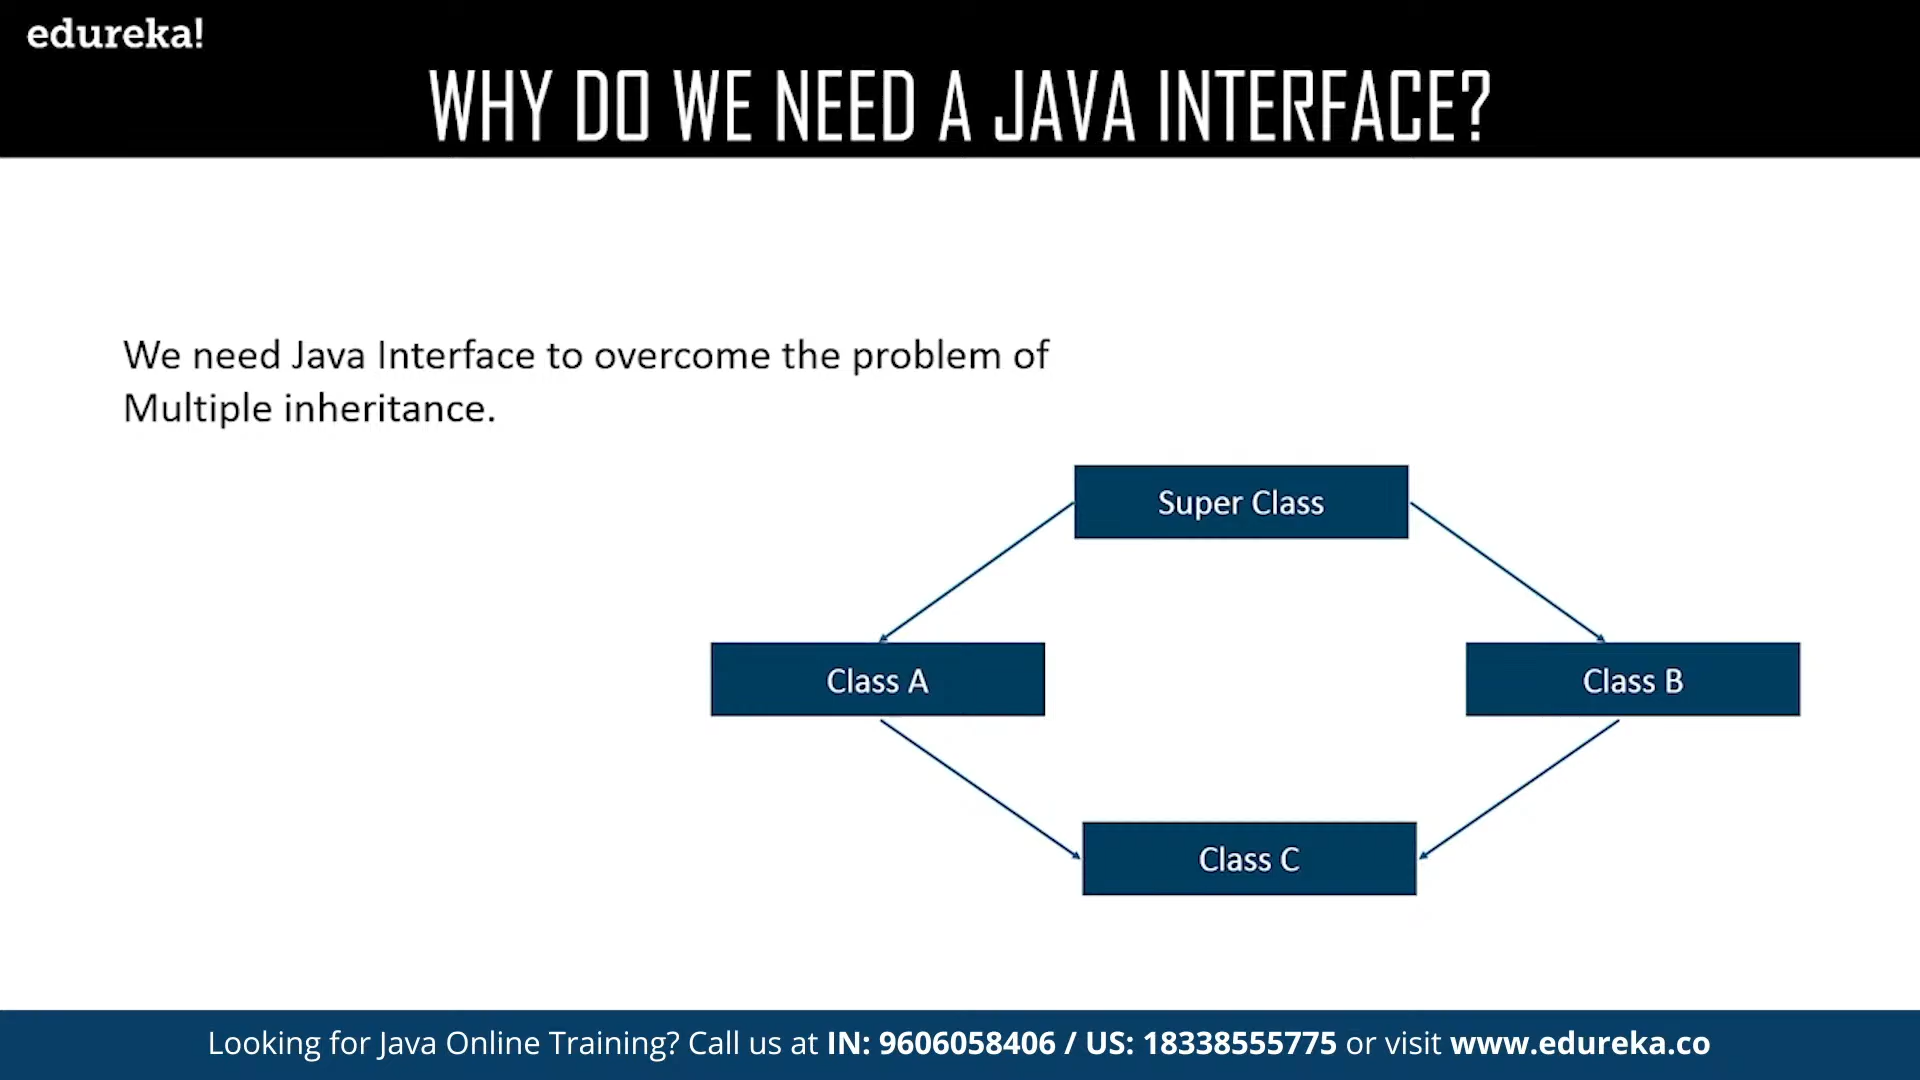 edureka!
WHY DO WE NEED A JAVA INTERFACE?
We need Java Interface to overcome the problem of
Multiple inheritance.
Super Class
Class A
Class B
Class C
Looking for Java Online Training? Call us at IN: 9606058406 / US: 18338555775 or visit www.edureka.co